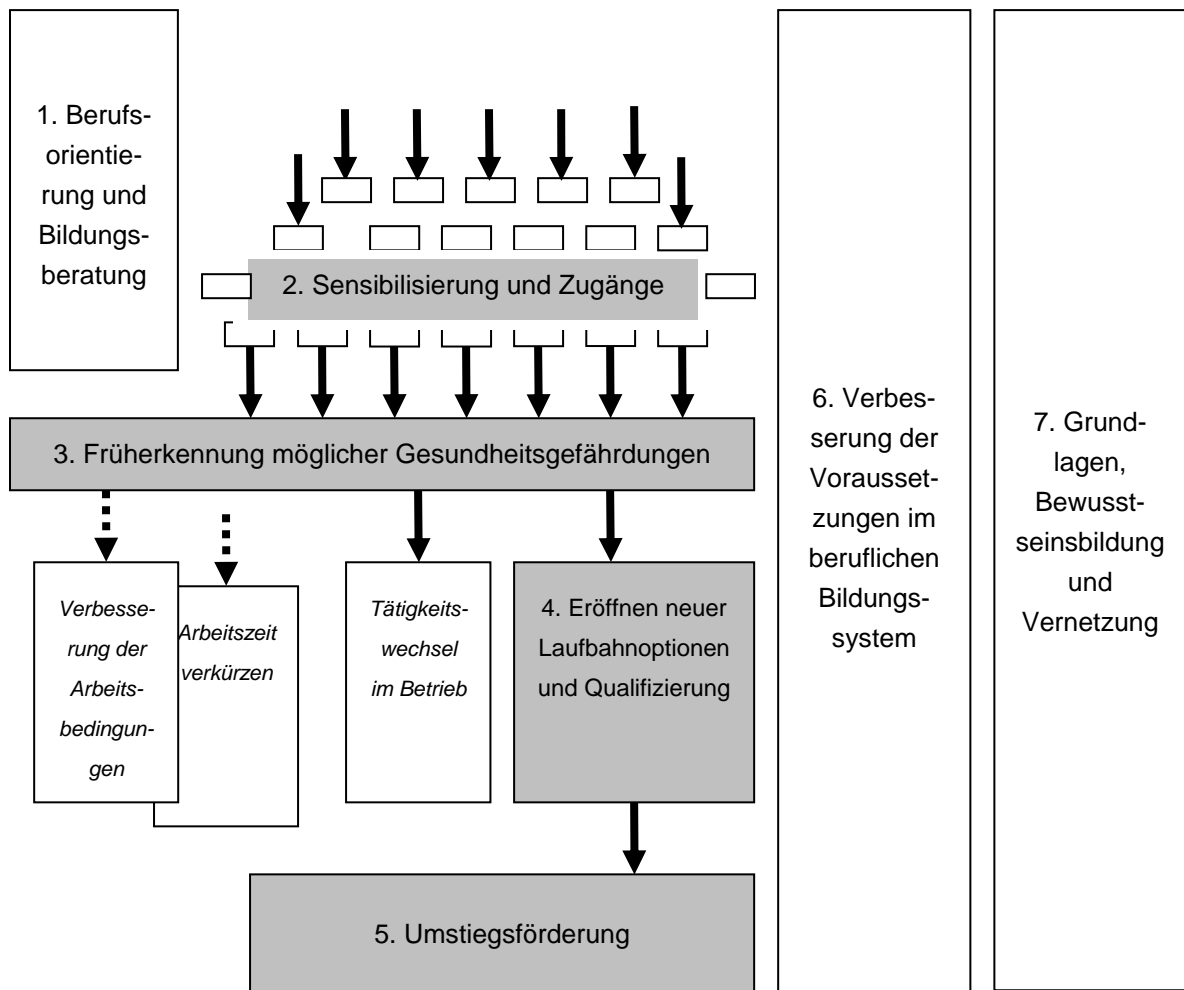 1. Berufs-
orientie-
rung und
Bildungs-
beratung
2. Sensibilisierung und Zugänge
3. Früherkennung möglicher Gesundheitsgefährdungen
Verbesse-
rung der
Arbeits-
bedingun-
gen
Arbeitszeit
verkürzen
Tätigkeits-
wechsel
im Betrieb
4. Eröffnen neuer
Laufbahnoptionen
und Qualifizierung
5. Umstiegsförderung
6. Verbes-
serung der
Vorausset-
zungen im
beruflichen
Bildungs-
system
7. Grund-
lagen,
Bewusst-
seinsbildung
und
Vernetzung